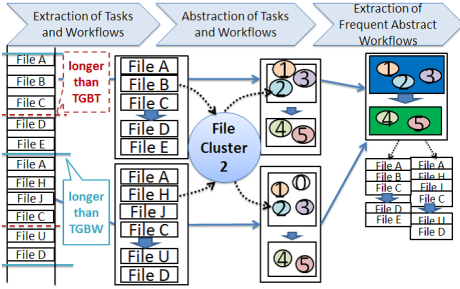 Extraction of Tasks
and Workflows
Abstraction of Tasks
and Workflows
Extraction of
Frequent Abstract
Workflows
File A
File B
File C
File D
File E
File A
File H
File J
File C
File U
File D
longer
than
TGBT
longer
than
TGBW
File A
File B
File C
File D
File E
File A
File H
File J
File C
File U
File D
File
Cluster
2
1
2
3
4
5
1
0
2
3
4
5
1
2
3
4
5
File A
File B
File C
File D
File E
File A
File H
File J
File C
File U
File D